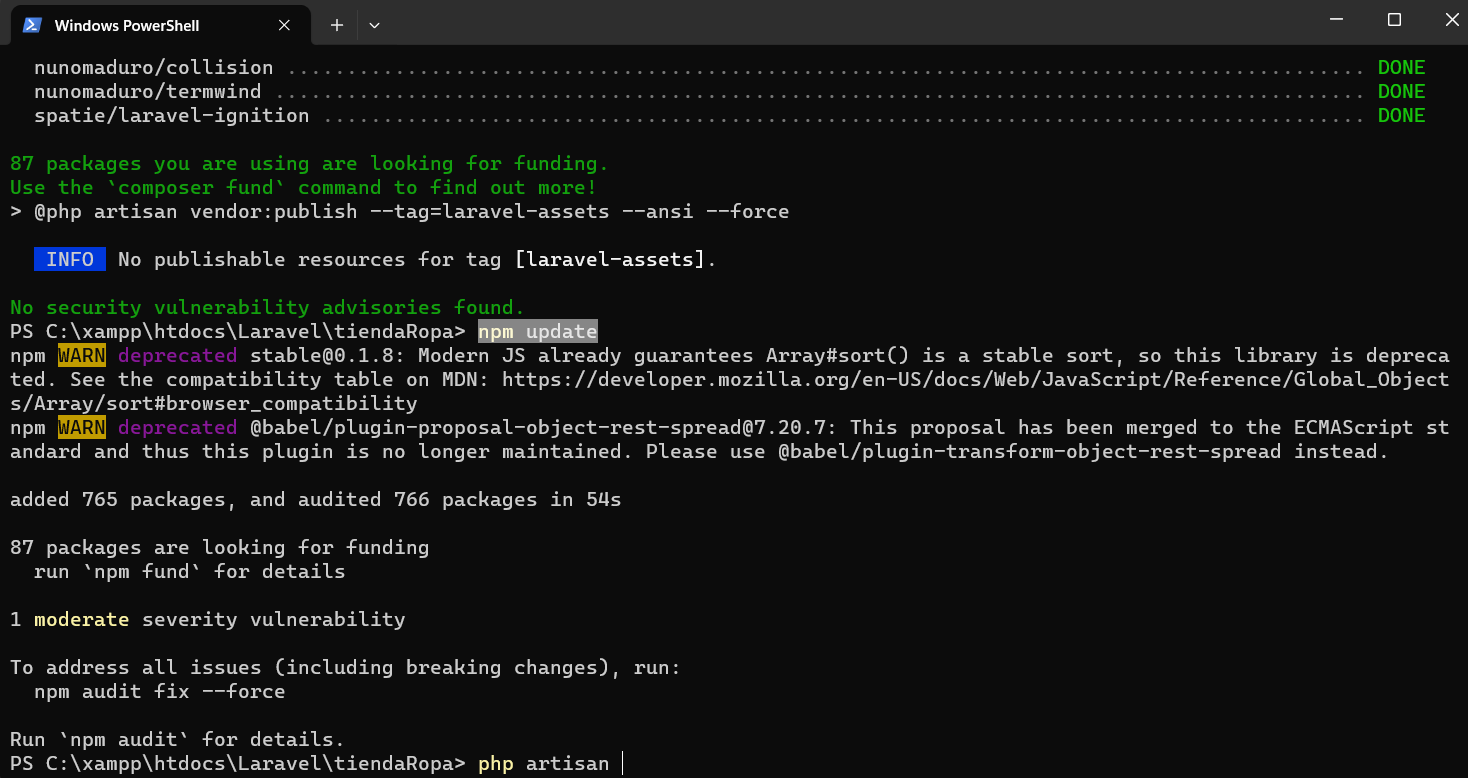 Windows PowerShell
nunomaduro/collision .......................................................................................... DONE
nunomaduro/termwind ........................................................................................... DONE
spatie/laravel-ignition ....................................................................................... DONE
87 packages you are using are looking for funding.
Use the `composer fund` command to find out more!
> @php artisan vendor:publish --tag=laravel-assets --ansi --force
INFO No publishable resources for tag [laravel-assets].
No security vulnerability advisories found.
PS C:\xampp\htdocs\Laravel\tiendaRopa> npm update
npm WARN deprecated stable@0.1.8: Modern JS already guarantees Array#sort() is a stable sort, so this library is depreca
ted. See the compatibility table on MDN: https://developer.mozilla.org/en-US/docs/Web/JavaScript/Reference/Global_Object
s/Array/sort#browser_compatibility
npm WARN deprecated @babel/plugin-proposal-object-rest-spread@7.20.7: This proposal has been merged to the ECMAScript st
andard and thus this plugin is no longer maintained. Please use @babel/plugin-transform-object-rest-spread instead.
added 765 packages, and audited 766 packages in 54s
87 packages are looking for funding
run `npm fund` for details
1 moderate severity vulnerability
To address all issues (including breaking changes), run:
npm audit fix --force
Run `npm audit` for details.
PS C:\xampp\htdocs\Laravel\tiendaRopa> php artisan